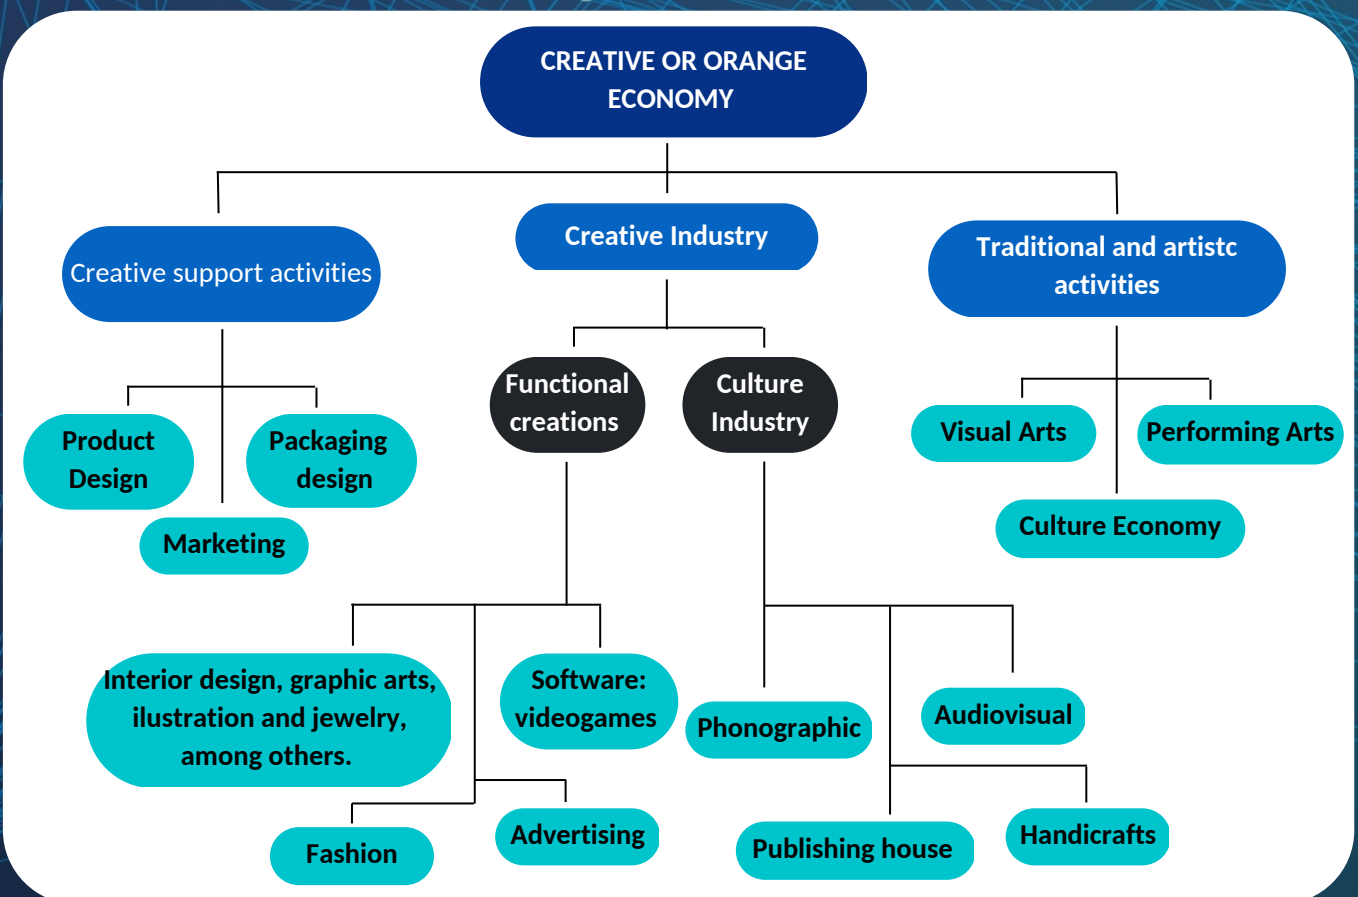 CREATIVE OR ORANGE
ECONOMY
Creative support activities
Creative Industry
Traditional and artistc
activities
Product
Design
Packaging
design
Marketing
Functional
creations
Culture
Industry
Visual Arts
Performing Arts
Culture Economy
Interior design, graphic arts,
ilustration and jewelry,
among others.
Software:
videogames
Fashion
Advertising
Phonographic
Audiovisual
Publishing house
Handicrafts